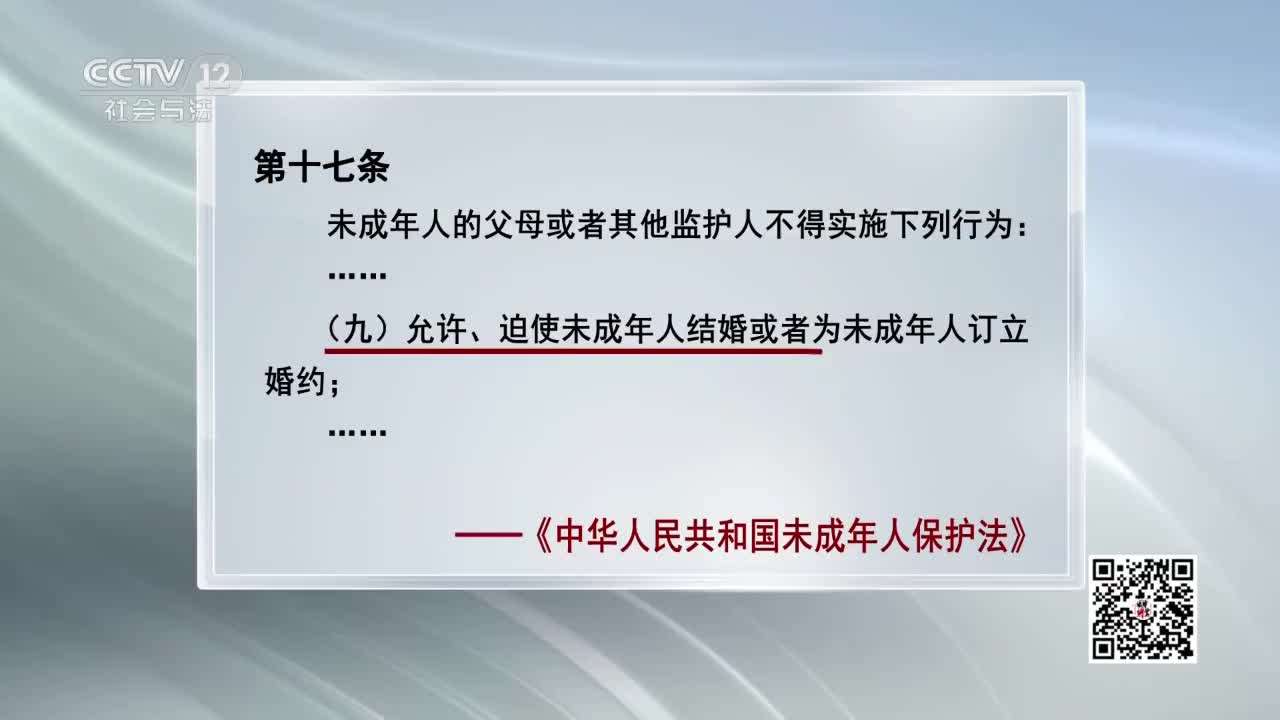 CCTV 12
社会与法
第十七条
未成年人的父母或者其他监护人不得实施下列行为：
……
（九）允许、迫使未成年人结婚或者为未成年人订立
婚约；
……
——《中华人民共和国未成年人保护法》